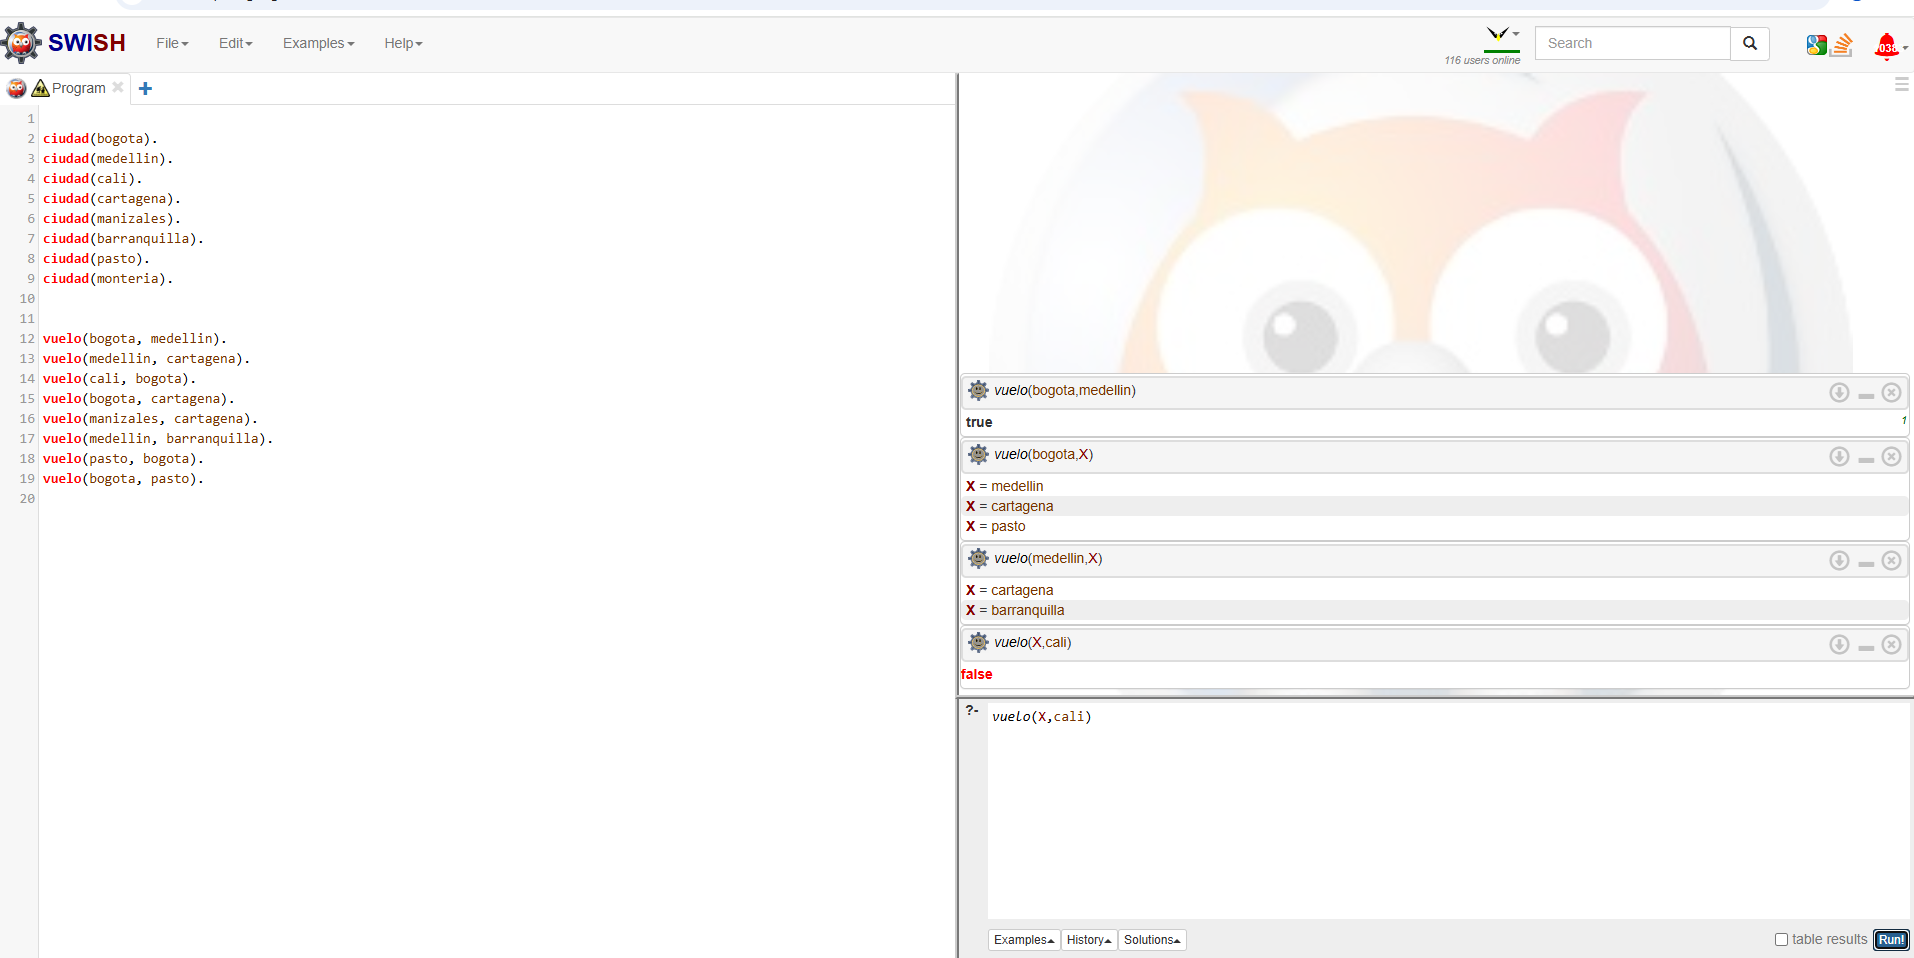 SWISH File Edit Examples Help
116 users online
Search
Program
1
2 ciudad(bogota).
3 ciudad(medellin).
4 ciudad(cali).
5 ciudad(cartagena).
6 ciudad(manizales).
7 ciudad(barranquilla).
8 ciudad(pasto).
9 ciudad(monteria).
10
11
12 vuelo(bogota, medellin).
13 vuelo(medellin, cartagena).
14 vuelo(cali, bogota).
15 vuelo(bogota, cartagena).
16 vuelo(manizales, cartagena).
17 vuelo(medellin, barranquilla).
18 vuelo(pasto, bogota).
19 vuelo(bogota, pasto).
20
vuelo(bogota,medellin)
true 1
vuelo(bogota,X)
X = medellin
X = cartagena
X = pasto
vuelo(medellin,X)
X = cartagena
X = barranquilla
vuelo(X,cali)
false
?- vuelo(X,cali)
Examples History Solutions table results Run!